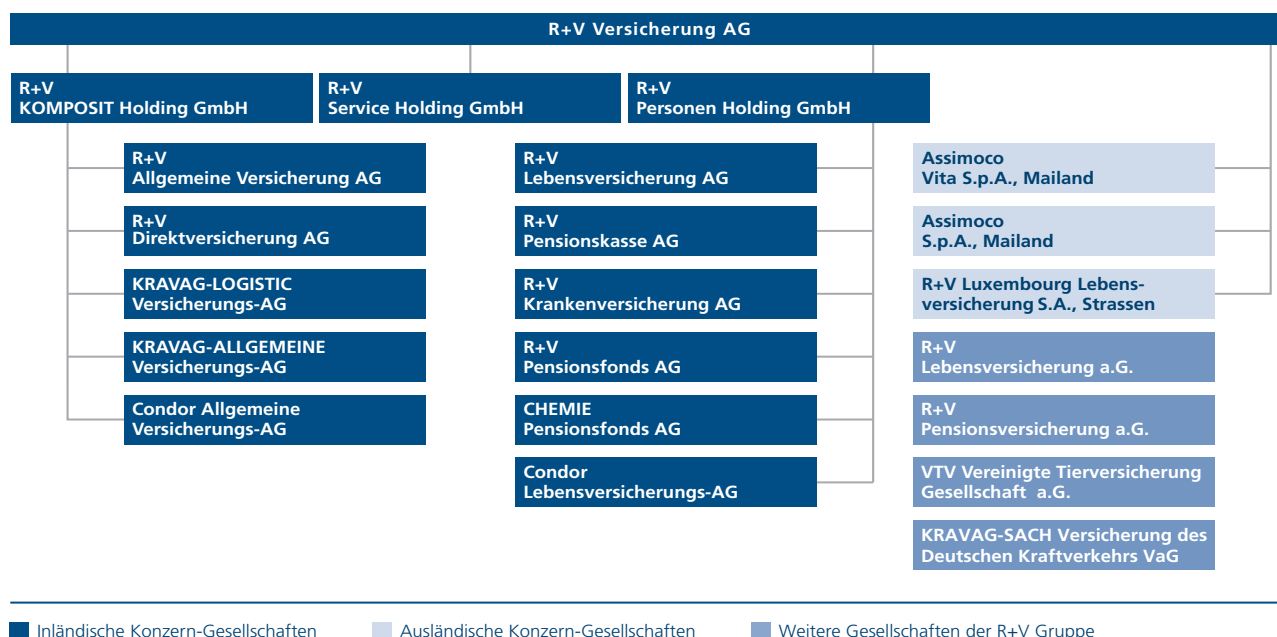 R+V Versicherung AG
R+V
KOMPOSIT Holding GmbH
R+V
Service Holding GmbH
R+V
Personen Holding GmbH
R+V
Allgemeine Versicherung AG
R+V
Direktversicherung AG
KRAVAG-LOGISTIC
Versicherungs-AG
KRAVAG-ALLGEMEINE
Versicherungs-AG
Condor Allgemeine
Versicherungs-AG
R+V
Lebensversicherung AG
R+V
Pensionskasse AG
R+V
Krankenversicherung AG
R+V
Pensionsfonds AG
CHEMIE
Pensionsfonds AG
Condor
Lebensversicherungs-AG
Assimoco
Vita S.p.A., Mailand
Assimoco
S.p.A., Mailand
R+V Luxembourg Lebens-
versicherung S.A., Strassen
R+V
Lebensversicherung a.G.
R+V
Pensionsversicherung a.G.
VTV Vereinigte Tierversicherung
Gesellschaft a.G.
KRAVAG-SACH Versicherung des
Deutschen Kraftverkehrs VaG
Inländische Konzern-Gesellschaften
Ausländische Konzern-Gesellschaften
Weitere Gesellschaften der R+V Gruppe